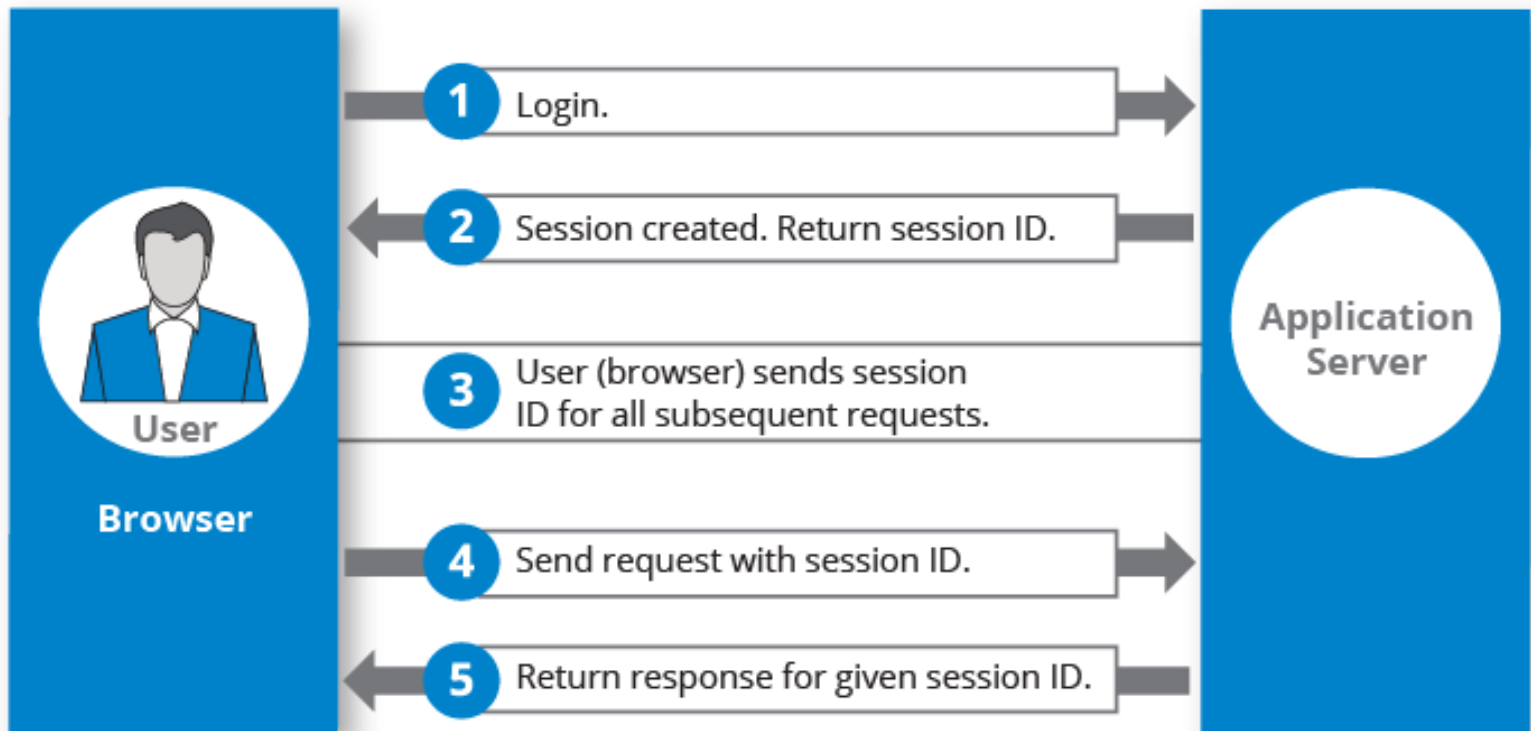 1 Login.
2 Session created. Return session ID.
3 User (browser) sends session
ID for all subsequent requests.
User
Browser
Application
Server
4 Send request with session ID.
5 Return response for given session ID.